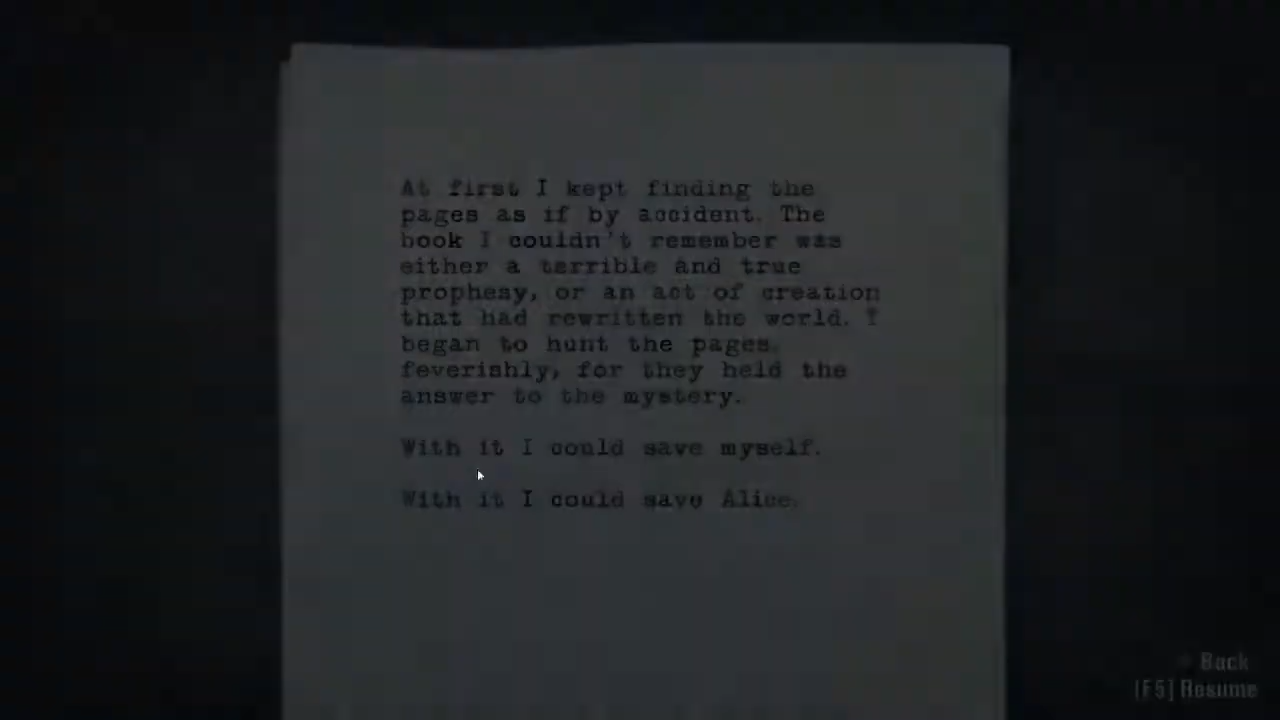 At first I kept finding the
pages as if by accident. The
book I couldn't remember was
either a terrible and true
prophesy, or an act of creation
that had rewritten the world. I
began to hunt the pages
feverishly, for they held the
answer to the mystery.
With it I could save myself.
With it I could save Alice.
Back
[F5] Resume